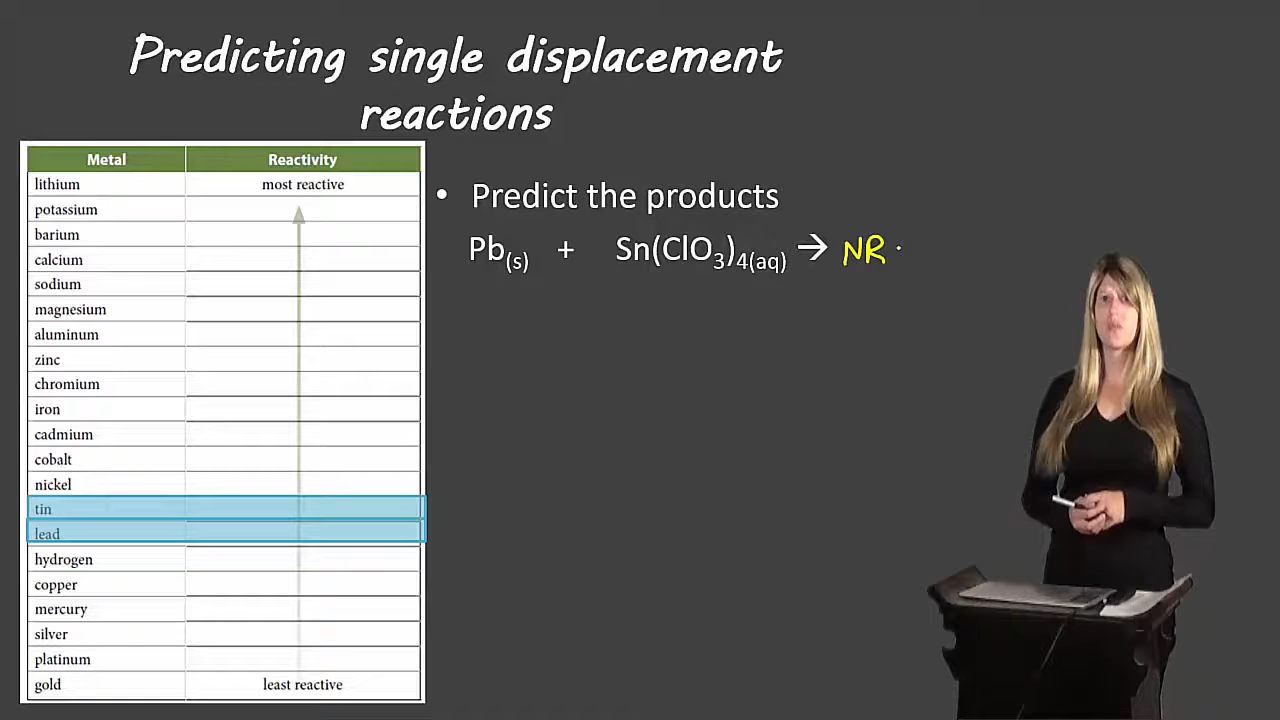 Predicting single displacement
reactions
Metal Reactivity
lithium most reactive
potassium
barium
calcium
sodium
magnesium
aluminum
zinc
chromium
iron
cadmium
cobalt
nickel
tin
lead
hydrogen
copper
mercury
silver
platinum
gold least reactive
• Predict the products
Pb(s) + Sn(ClO3)4(aq) → NR